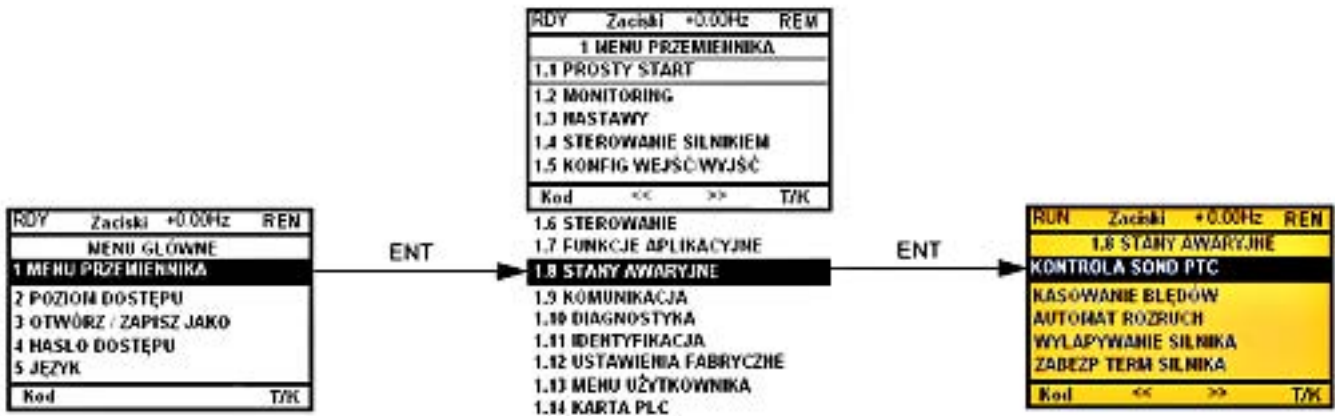 RDY Zaciski +0.00Hz REM
MENU GŁÓWNE
1 MENU PRZEMIENNIKA
2 POZIOM DOSTĘPU
3 OTWÓRZ / ZAPISZ JAKO
4 HASŁO DOSTĘPU
5 JĘZYK
Kod T/K
ENT
RDY Zaciski +0.00Hz REM
1 MENU PRZEMIENNIKA
1.1 PROSTY START
1.2 MONITORING
1.3 NASTAWY
1.4 STEROWANIE SILNIKIEM
1.5 KONFIG WEJŚĆ/WYJŚĆ
Kod << >> T/K
1.6 STEROWANIE
1.7 FUNKCJE APLIKACYJNE
1.8 STANY AWARYJNE
1.9 KOMUNIKACJA
1.10 DIAGNOSTYKA
1.11 IDENTYFIKACJA
1.12 USTAWIENIA FABRYCZNE
1.13 MENU UŻYTKOWNIKA
1.14 KARTA PLC
ENT
RUN Zaciski +0.00Hz REM
1.8 STANY AWARYJNE
KONTROLA SOND PTC
KASOWANIE BŁĘDÓW
AUTOMAT ROZRUCH
WYŁAPYWANIE SILNIKA
ZABEZP TERM SILNIKA
Kod << >> T/K